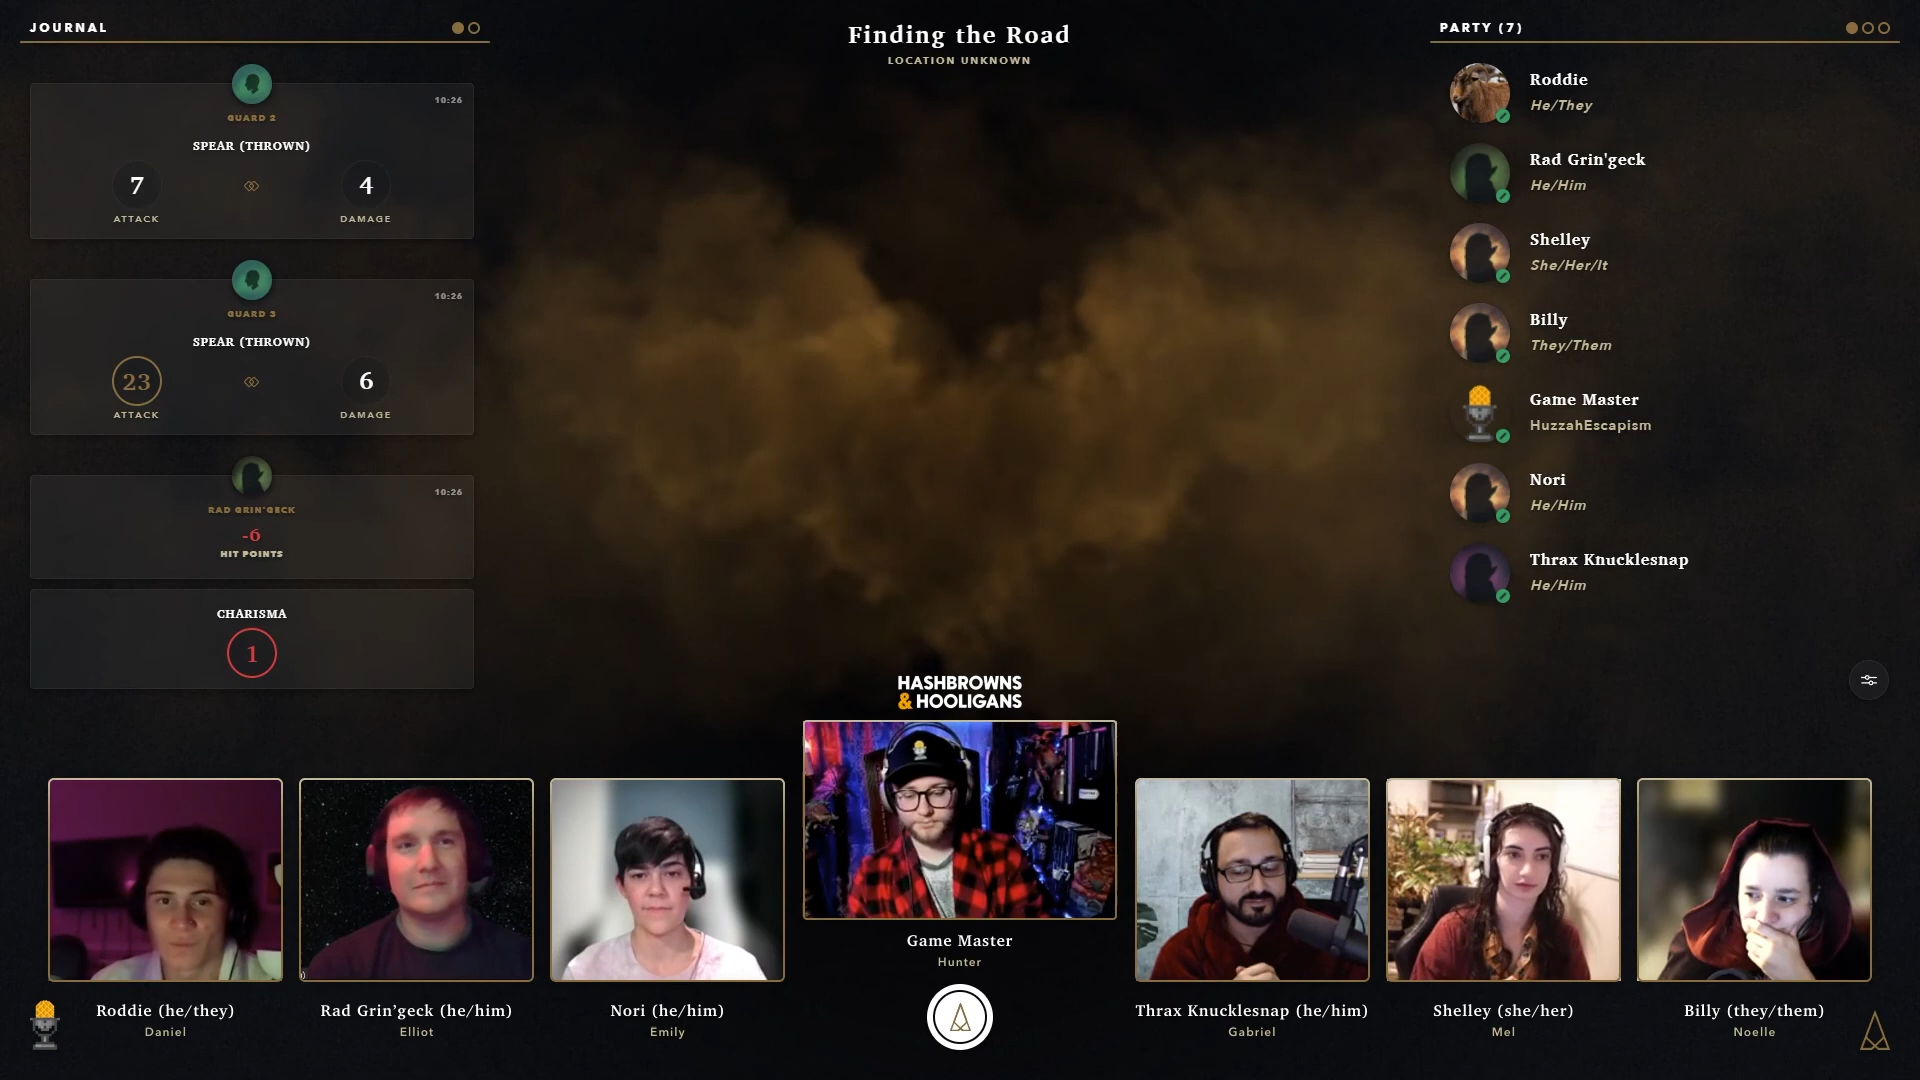 JOURNAL
10:26
GUARD 2
SPEAR (THROWN)
7
4
ATTACK
DAMAGE
10:26
GUARD 3
SPEAR (THROWN)
23
6
ATTACK
DAMAGE
10:26
RAD GRIN'GECK
-6
HIT POINTS
CHARISMA
1
Finding the Road
LOCATION UNKNOWN
PARTY (7)
Roddie
He/They
Rad Grin'geck
He/Him
Shelley
She/Her/It
Billy
They/Them
Game Master
HuzzahEscapism
Nori
He/Him
Thrax Knucklesnap
He/Him
HASHBROWNS
& HOOLIGANS
Roddie (he/they)
Daniel
Rad Grin’geck (he/him)
Elliot
Nori (he/him)
Emily
Game Master
Hunter
Thrax Knucklesnap (he/him)
Gabriel
Shelley (she/her)
Mel
Billy (they/them)
Noelle